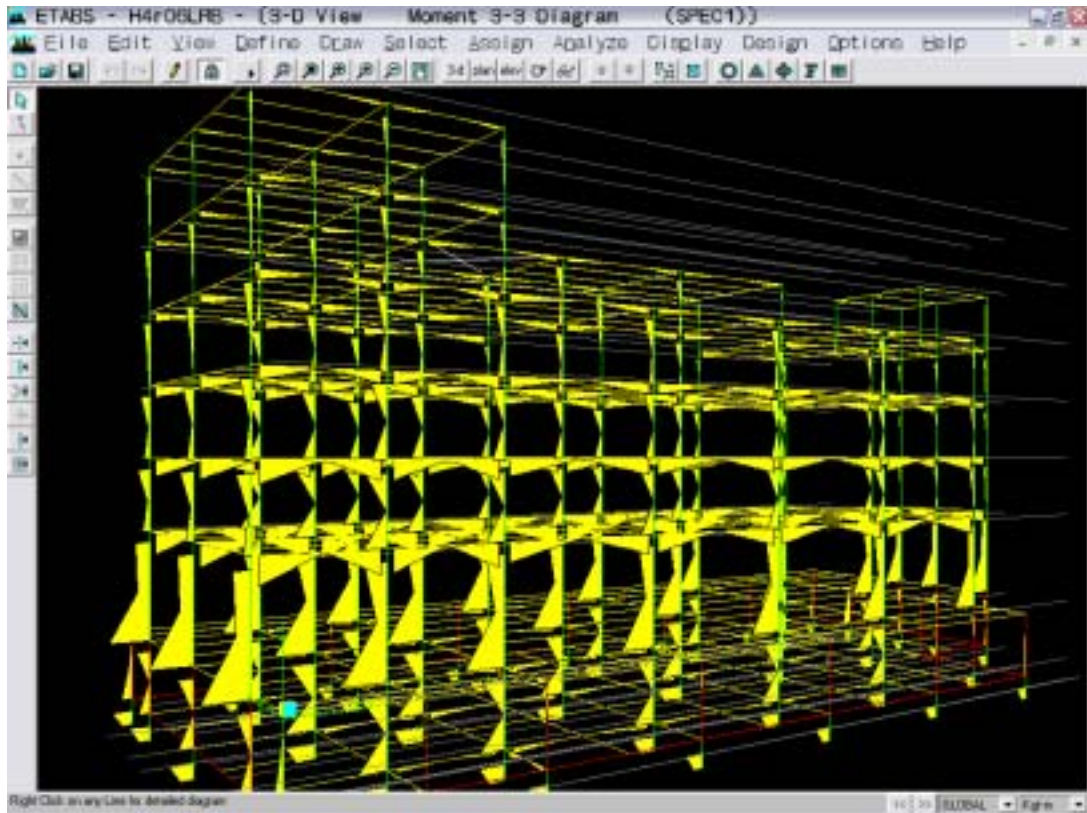 ETABS - H4r06LRB - (3-D View Moment 3-3 Diagram (SPEC1))
File Edit View Define Draw Select Assign Analyze Display Design Options Help
3-d plan elev
Right Click on any Line for detailed diagram
GLOBAL Kgf-m